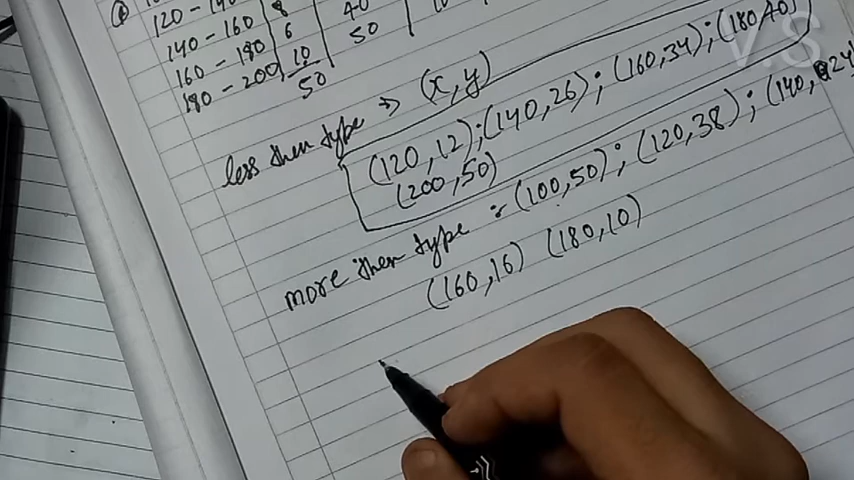 120 - 140
140 - 160 8 40
160 - 180 6 50
180 - 200 10
50
less then type → (x, y)
(120, 12); (140, 26); (160, 34); (180, 40)
(200, 50)
more then type : (100, 50); (120, 38); (140, 24)
(160, 16) (180, 10)
V.S